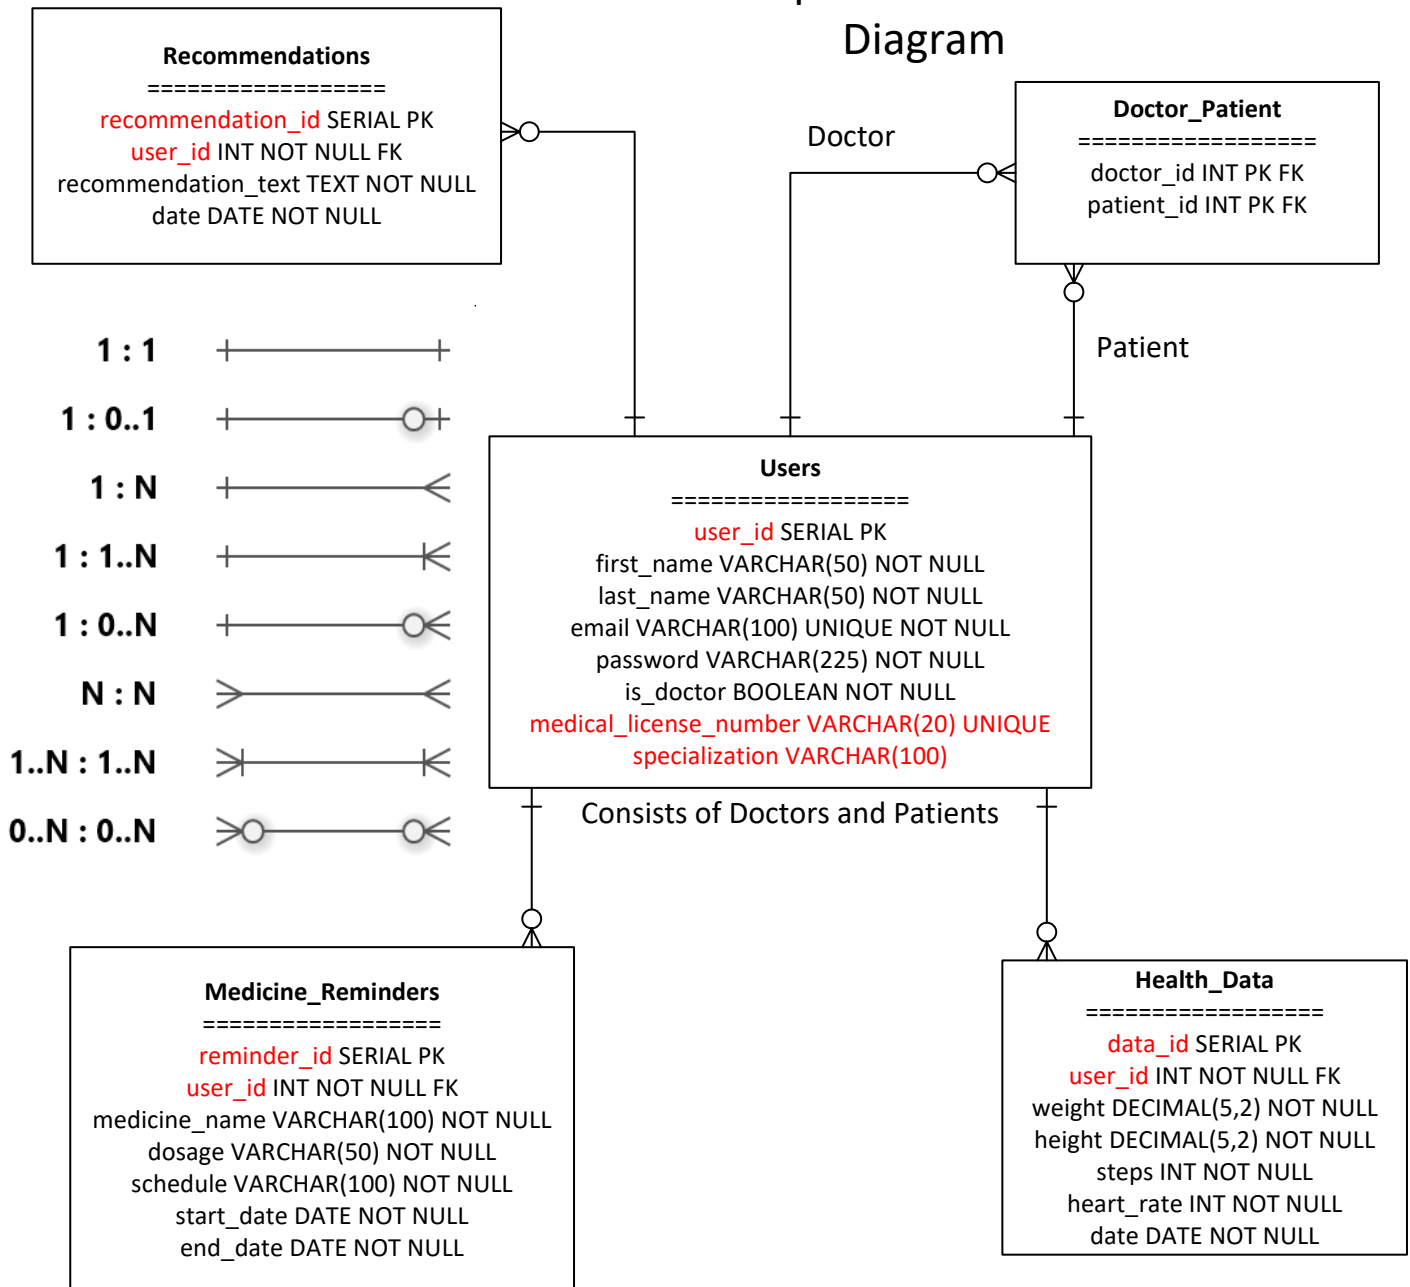 Diagram
Recommendations
==================
recommendation_id SERIAL PK
user_id INT NOT NULL FK
recommendation_text TEXT NOT NULL
date DATE NOT NULL
Doctor
Doctor_Patient
==================
doctor_id INT PK FK
patient_id INT PK FK
Patient
1 : 1
1 : 0..1
1 : N
1 : 1..N
1 : 0..N
N : N
1..N : 1..N
0..N : 0..N
Users
==================
user_id SERIAL PK
first_name VARCHAR(50) NOT NULL
last_name VARCHAR(50) NOT NULL
email VARCHAR(100) UNIQUE NOT NULL
password VARCHAR(225) NOT NULL
is_doctor BOOLEAN NOT NULL
medical_license_number VARCHAR(20) UNIQUE
specialization VARCHAR(100)
Consists of Doctors and Patients
Medicine_Reminders
==================
reminder_id SERIAL PK
user_id INT NOT NULL FK
medicine_name VARCHAR(100) NOT NULL
dosage VARCHAR(50) NOT NULL
schedule VARCHAR(100) NOT NULL
start_date DATE NOT NULL
end_date DATE NOT NULL
Health_Data
==================
data_id SERIAL PK
user_id INT NOT NULL FK
weight DECIMAL(5,2) NOT NULL
height DECIMAL(5,2) NOT NULL
steps INT NOT NULL
heart_rate INT NOT NULL
date DATE NOT NULL